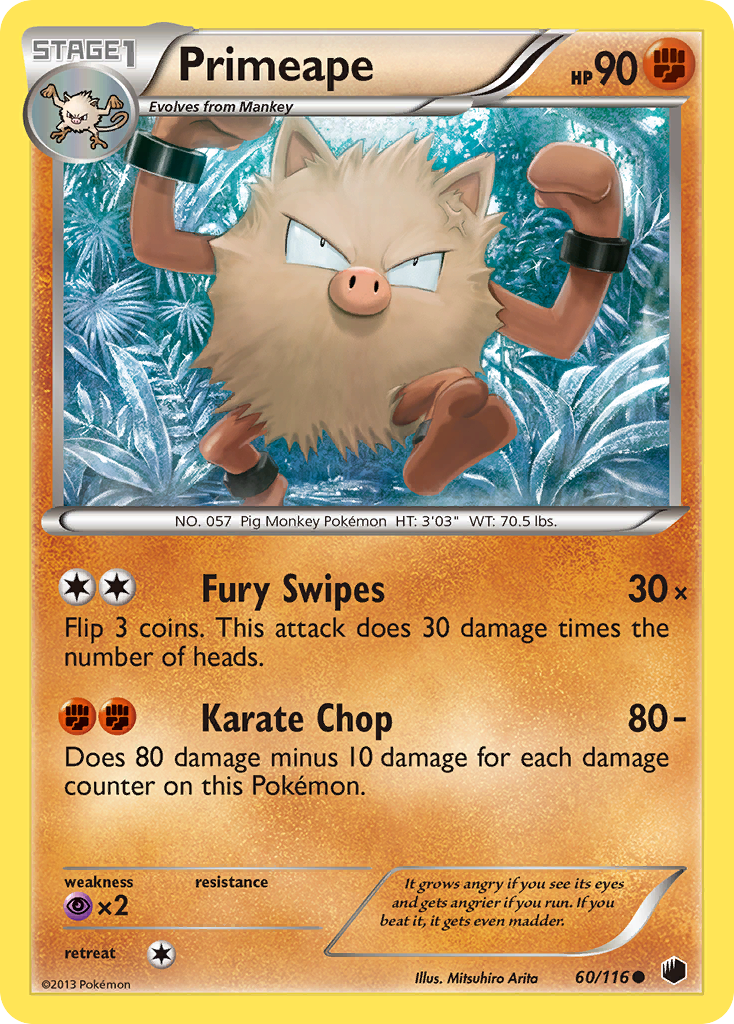 STAGE1
Primeape
HP 90
Evolves from Mankey
NO. 057 Pig Monkey Pokémon HT: 3'03" WT: 70.5 lbs.
Fury Swipes 30×
Flip 3 coins. This attack does 30 damage times the
number of heads.
Karate Chop 80-
Does 80 damage minus 10 damage for each damage
counter on this Pokémon.
weakness resistance
×2
retreat
It grows angry if you see its eyes
and gets angrier if you run. If you
beat it, it gets even madder.
©2013 Pokémon
Illus. Mitsuhiro Arita 60/116